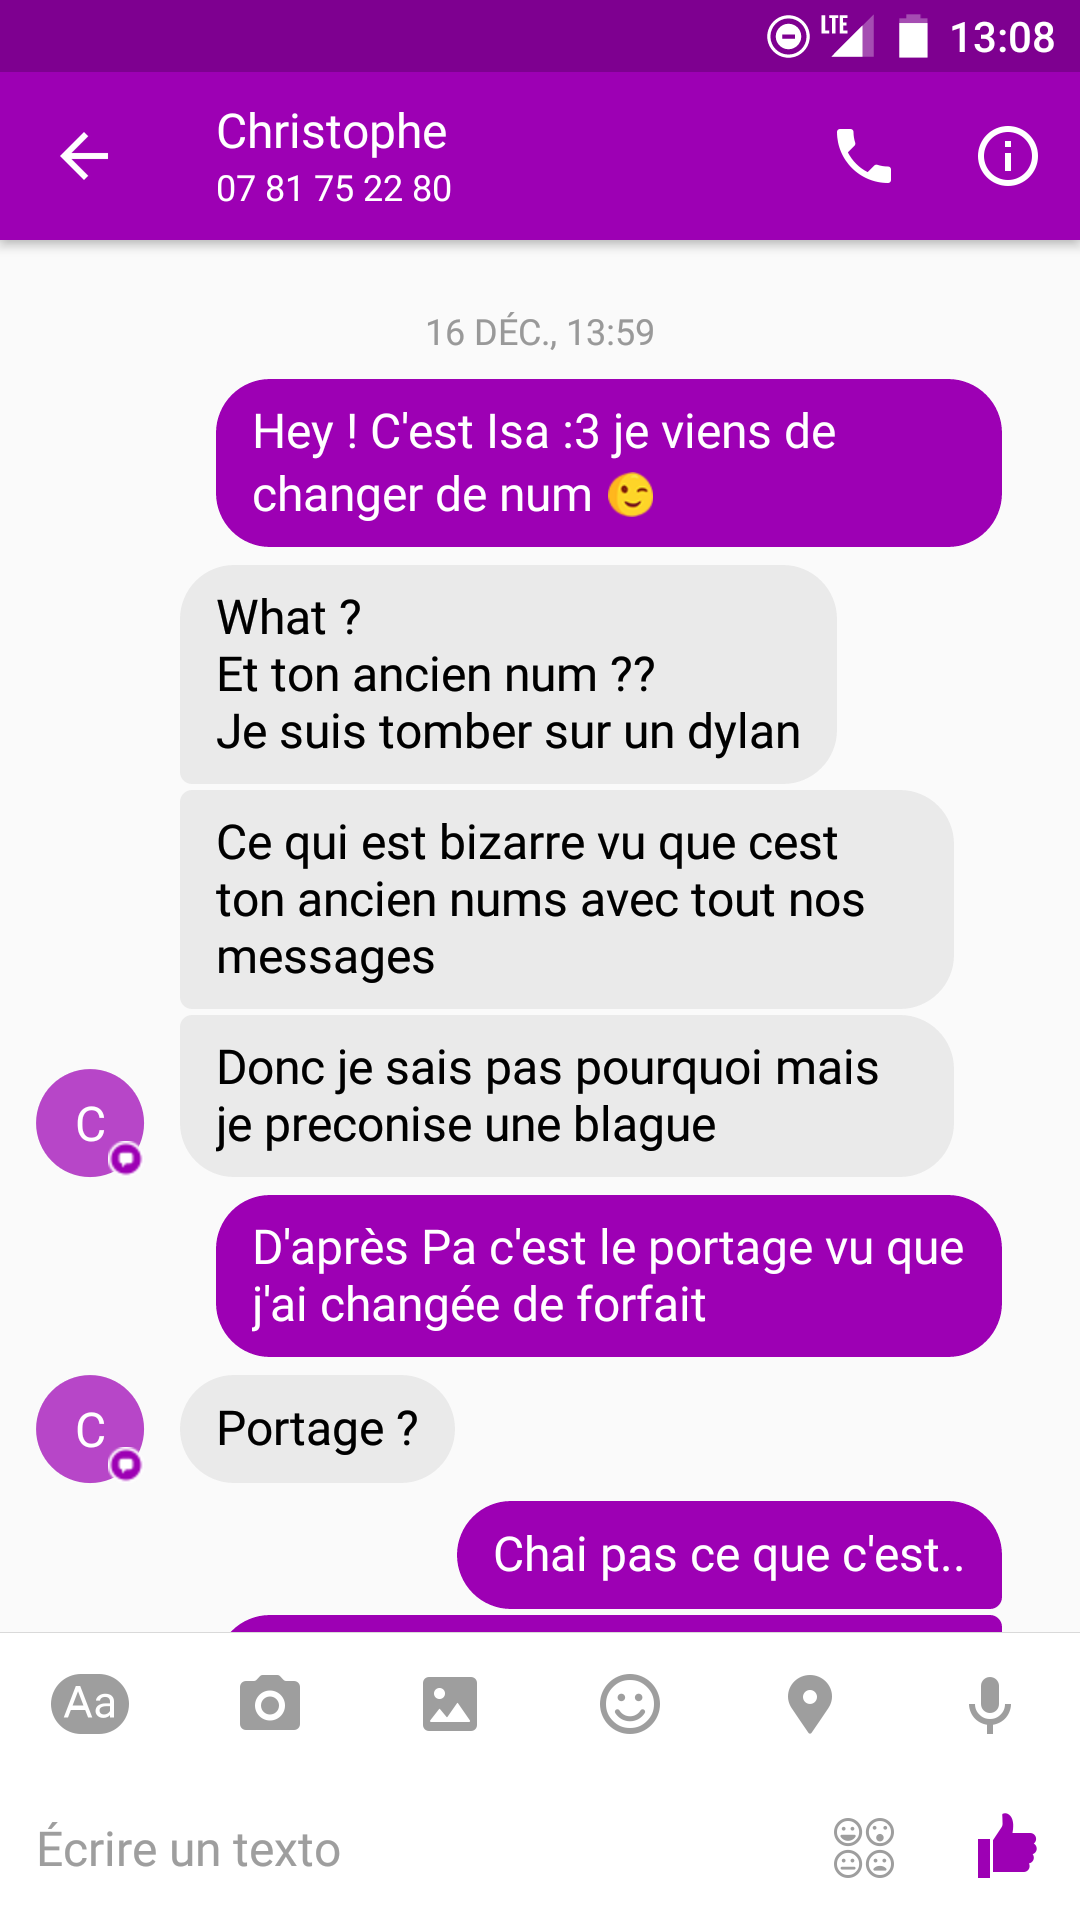 LTE 13:08
Christophe
07 81 75 22 80
16 DÉC., 13:59
Hey ! C'est Isa :3 je viens de
changer de num 😉
What ?
Et ton ancien num ??
Je suis tomber sur un dylan
Ce qui est bizarre vu que cest
ton ancien nums avec tout nos
messages
Donc je sais pas pourquoi mais
je preconise une blague
C
D'après Pa c'est le portage vu que
j'ai changée de forfait
C
Portage ?
Chai pas ce que c'est..
Aa
Écrire un texto